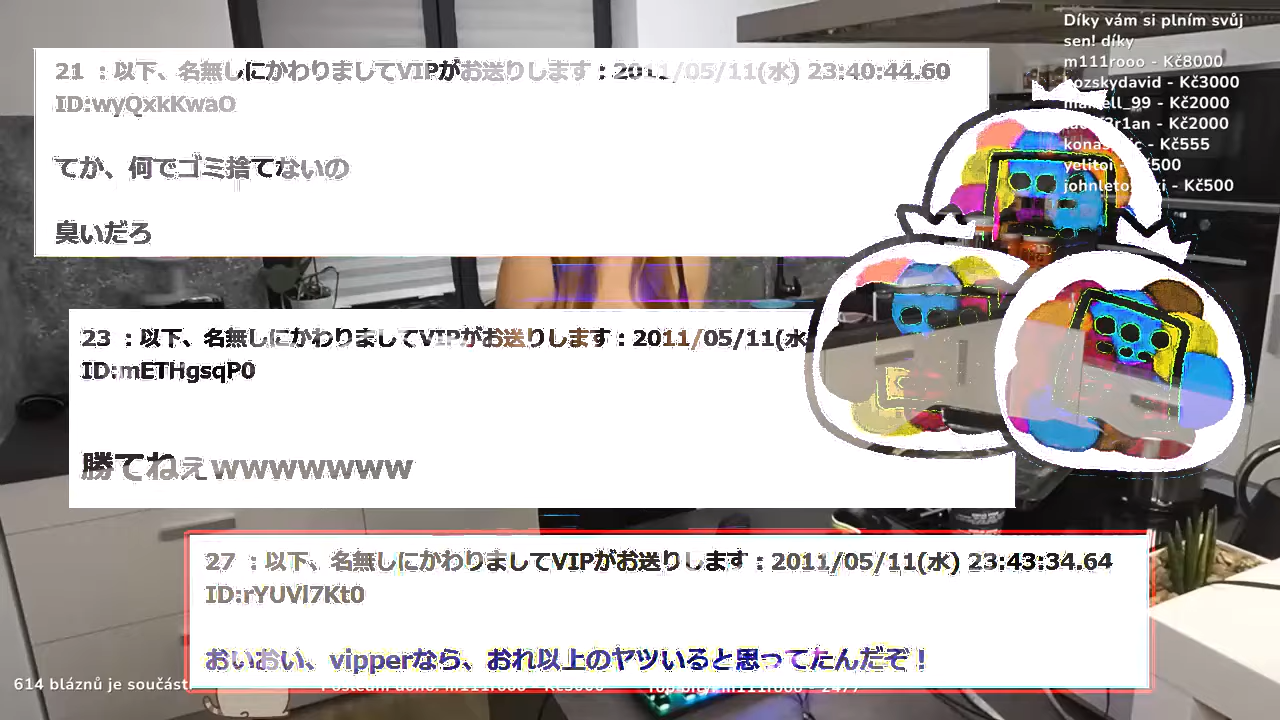 Díky vám si plním svůj
sen! díky
m111rooo - Kč8000
- Kč3000
- Kč2000
- Kč2000
- Kč555
johnleto
- Kč500
21 ：以下、名無しにかわりましてVIPがお送りします：2011/05/11(水) 23:40:44.60
ID:wyQxkKwaO
てか、何でゴミ捨てないの
臭いだろ
23 ：以下、名無しにかわりましてVIPがお送りします：2011/05/11(水
ID:mETHgsqP0
勝てねぇwwwwwwww
27 ：以下、名無しにかわりましてVIPがお送りします：2011/05/11(水) 23:43:34.64
ID:rYUVl7Kt0
おいおい、vipperなら、おれ以上のヤツいると思ってたんだぞ！
614 bláznů je součást